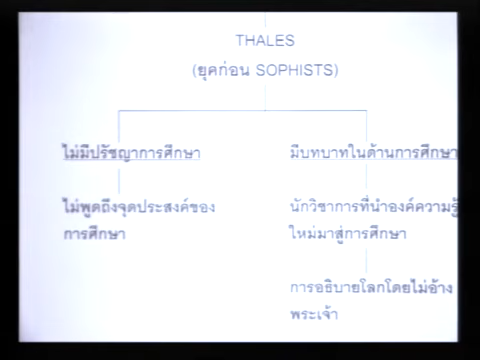 THALES
(ยุคก่อน SOPHISTS)
ไม่มีปรัชญาการศึกษา
มีบทบาทในด้านการศึกษา
ไม่พูดถึงจุดประสงค์ของ
การศึกษา
นักวิชาการที่นำองค์ความรู้
ใหม่มาสู่การศึกษา
การอธิบายโลกโดยไม่อ้าง
พระเจ้า